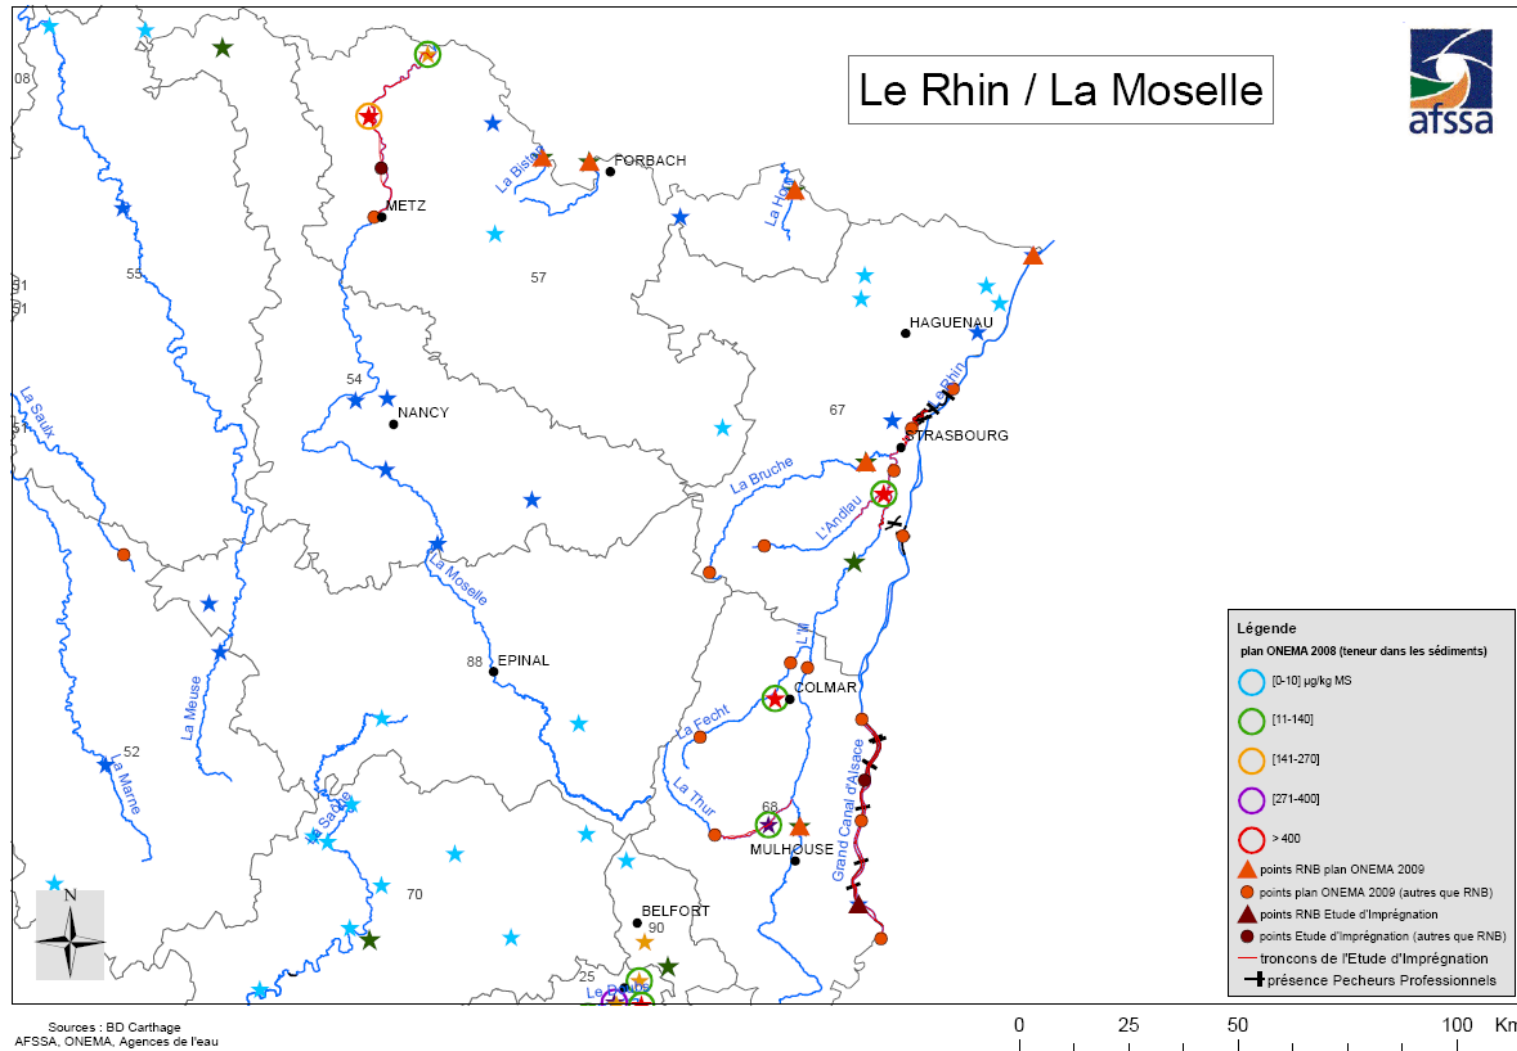 Le Rhin / La Moselle
afssa
08
FORBACH
La Bisten
La Horn
METZ
57
55
51
51
HAGUENAU
54
Le Rhin
La Saulx
NANCY
67
51
STRASBOURG
La Bruche
L'Andlau
La Moselle
L'Ill
88
EPINAL
COLMAR
La Meuse
La Fecht
52
La Marne
Grand Canal d'Alsace
La Thur
68
La Saône
MULHOUSE
70
BELFORT
90
25
Le Doubs
N
Légende
plan ONEMA 2008 (teneur dans les sédiments)
[0-10] µg/kg MS
[11-140]
[141-270]
[271-400]
> 400
points RNB plan ONEMA 2009
points plan ONEMA 2009 (autres que RNB)
points RNB Etude d'Imprégnation
points Etude d'Imprégnation (autres que RNB)
troncons de l'Etude d'Imprégnation
présence Pecheurs Professionnels
Sources : BD Carthage
AFSSA, ONEMA, Agences de l'eau
0 25 50 100 Km